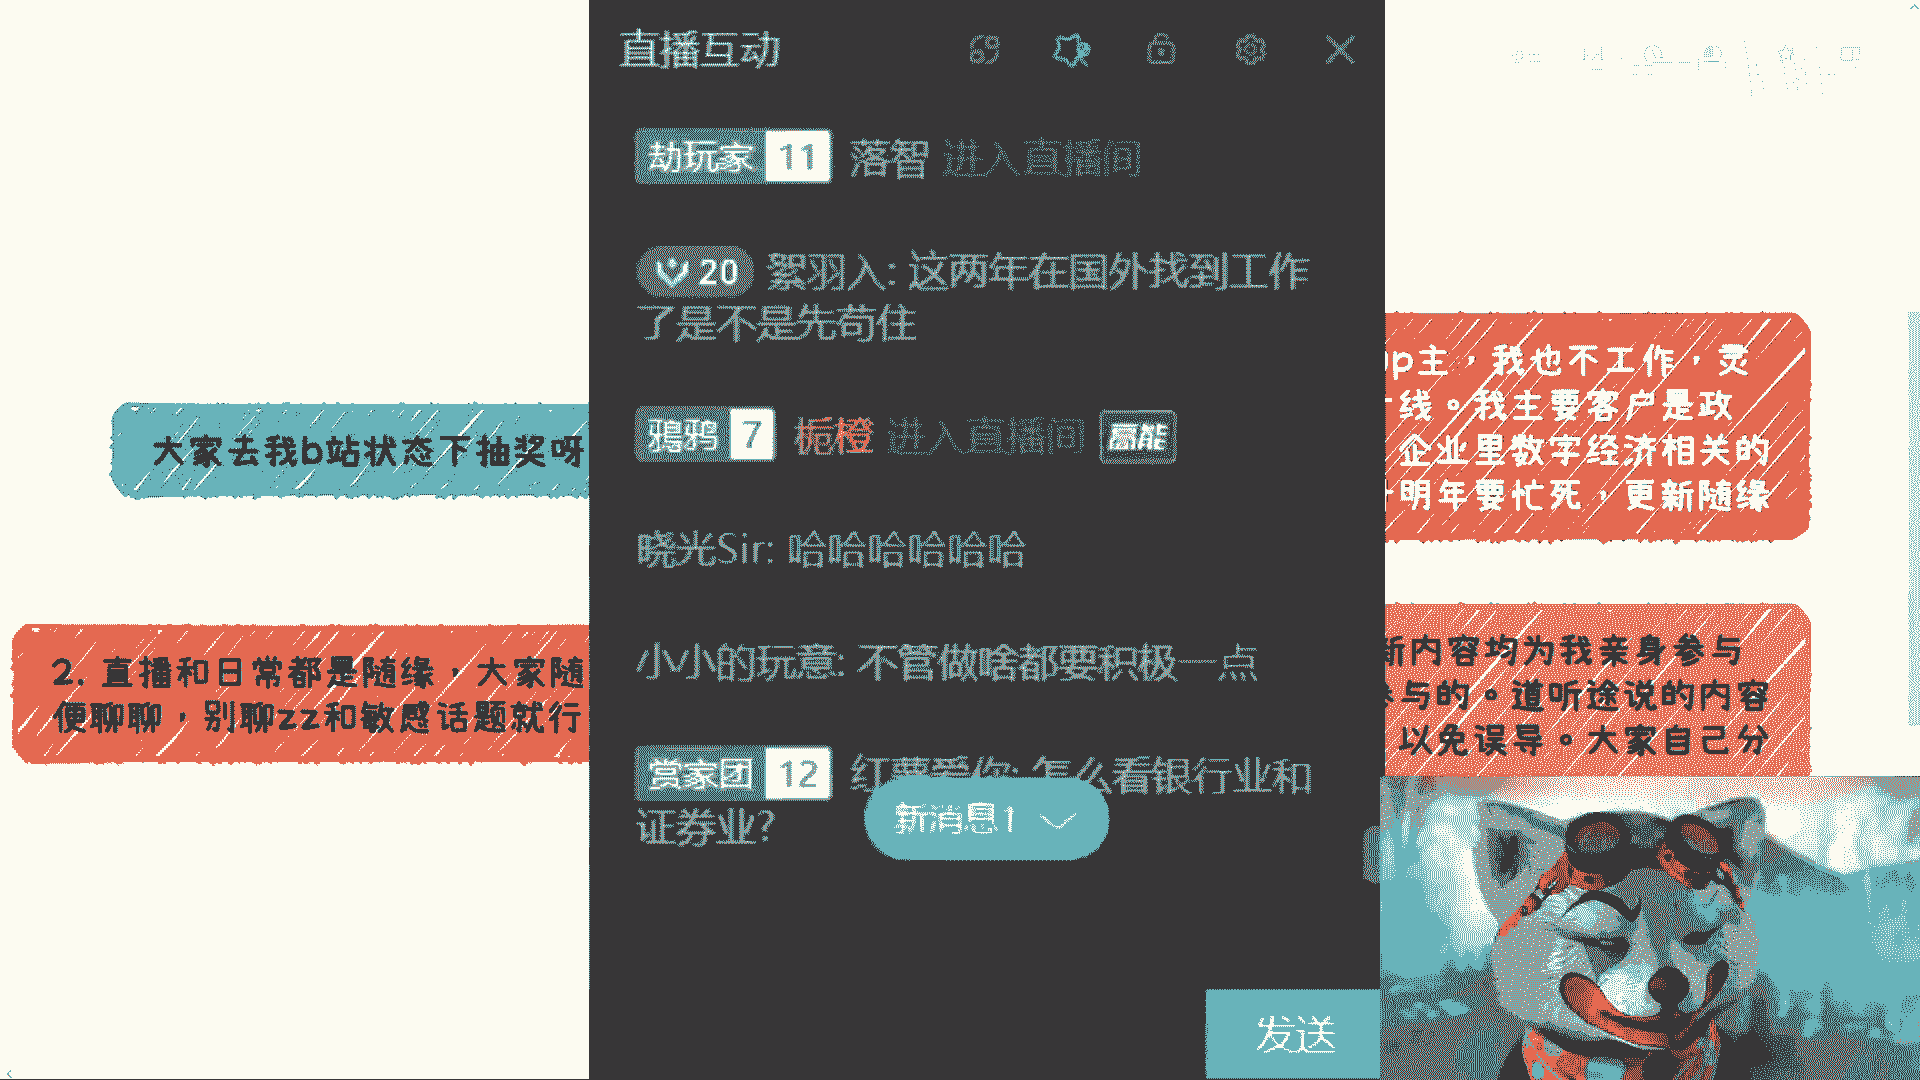 大家去我b站状态下抽奖呀
2. 直播和日常都是随缘，大家随
便聊聊，别聊zz和敏感话题就行
直播互动
劫玩家 11 落智 进入直播间
20 絮羽入: 这两年在国外找到工作
了是不是先苟住
鴉鸦 7 栀橙 进入直播间 高能
晓光Sir: 哈哈哈哈哈哈
小小的玩意: 不管做啥都要积极一点
赏家团 12 红薯爱你: 怎么看银行业和
证券业?
新消息1
发送
up主，我也不工作，灵
线。我主要客户是政
企业里数字经济相关的
明年要忙死，更新随缘
新内容均为我亲身参与
参与的。道听途说的内容
以免误导。大家自己分